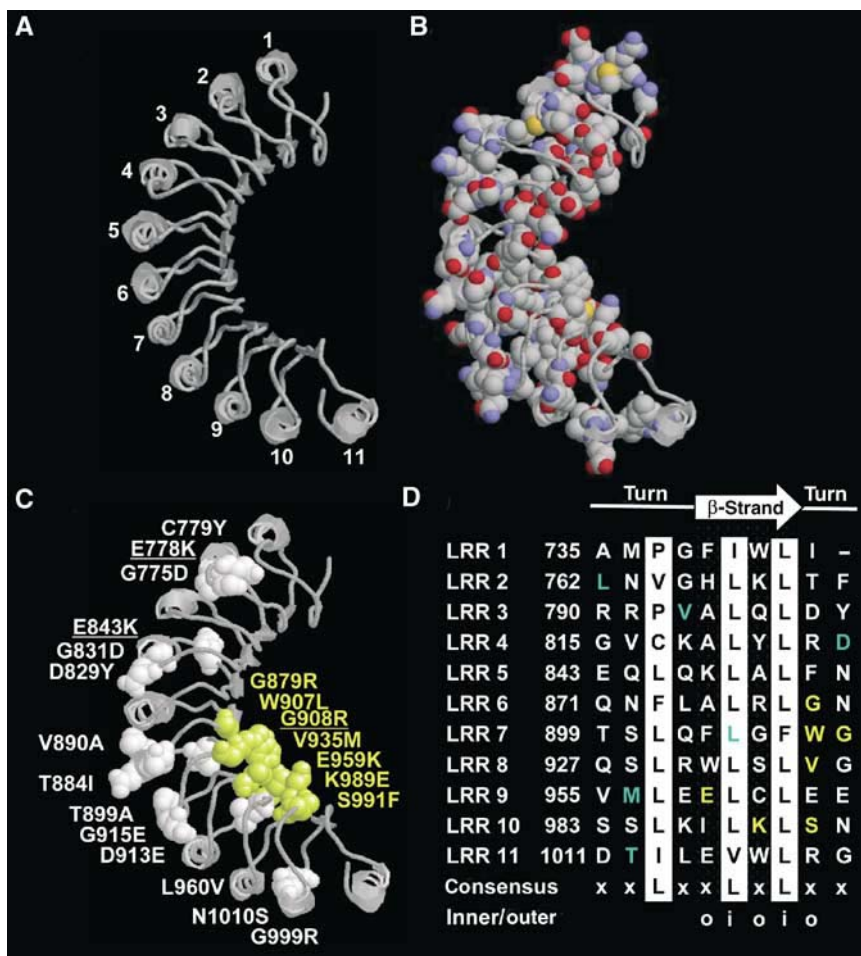 A
1
2
3
4
5
6
7
8
9
10
11
B
C
C779Y
E778K
G775D
E843K
G831D
D829Y
G879R
W907L
G908R
V935M
E959K
K989E
S991F
V890A
T884I
T899A
G915E
D913E
L960V
N1010S
G999R
D
Turn β-Strand Turn
LRR 1 735 A M P G F I W L I –
LRR 2 762 L N V G H L K L T F
LRR 3 790 R R P V A L Q L D Y
LRR 4 815 G V C K A L Y L R D
LRR 5 843 E Q L Q K L A L F N
LRR 6 871 Q N F L A L R L G N
LRR 7 899 T S L Q F L G F W G
LRR 8 927 Q S L R W L S L V G
LRR 9 955 V M L E E L C L E E
LRR 10 983 S S L K I L K L S N
LRR 11 1011 D T I L E V W L R G
Consensus x x L x x L x L x x
Inner/outer o i o i o